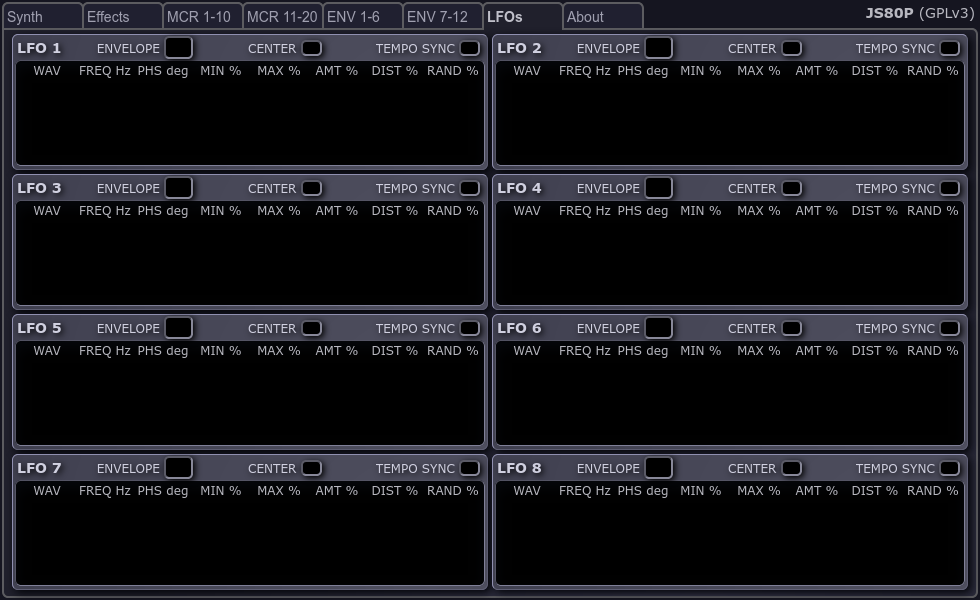 Synth Effects MCR 1-10 MCR 11-20 ENV 1-6 ENV 7-12 LFOs About JS80P (GPLv3)
LFO 1 ENVELOPE CENTER TEMPO SYNC LFO 2 ENVELOPE CENTER TEMPO SYNC
WAV FREQ Hz PHS deg MIN % MAX % AMT % DIST % RAND % WAV FREQ Hz PHS deg MIN % MAX % AMT % DIST % RAND %
LFO 3 ENVELOPE CENTER TEMPO SYNC LFO 4 ENVELOPE CENTER TEMPO SYNC
WAV FREQ Hz PHS deg MIN % MAX % AMT % DIST % RAND % WAV FREQ Hz PHS deg MIN % MAX % AMT % DIST % RAND %
LFO 5 ENVELOPE CENTER TEMPO SYNC LFO 6 ENVELOPE CENTER TEMPO SYNC
WAV FREQ Hz PHS deg MIN % MAX % AMT % DIST % RAND % WAV FREQ Hz PHS deg MIN % MAX % AMT % DIST % RAND %
LFO 7 ENVELOPE CENTER TEMPO SYNC LFO 8 ENVELOPE CENTER TEMPO SYNC
WAV FREQ Hz PHS deg MIN % MAX % AMT % DIST % RAND % WAV FREQ Hz PHS deg MIN % MAX % AMT % DIST % RAND %